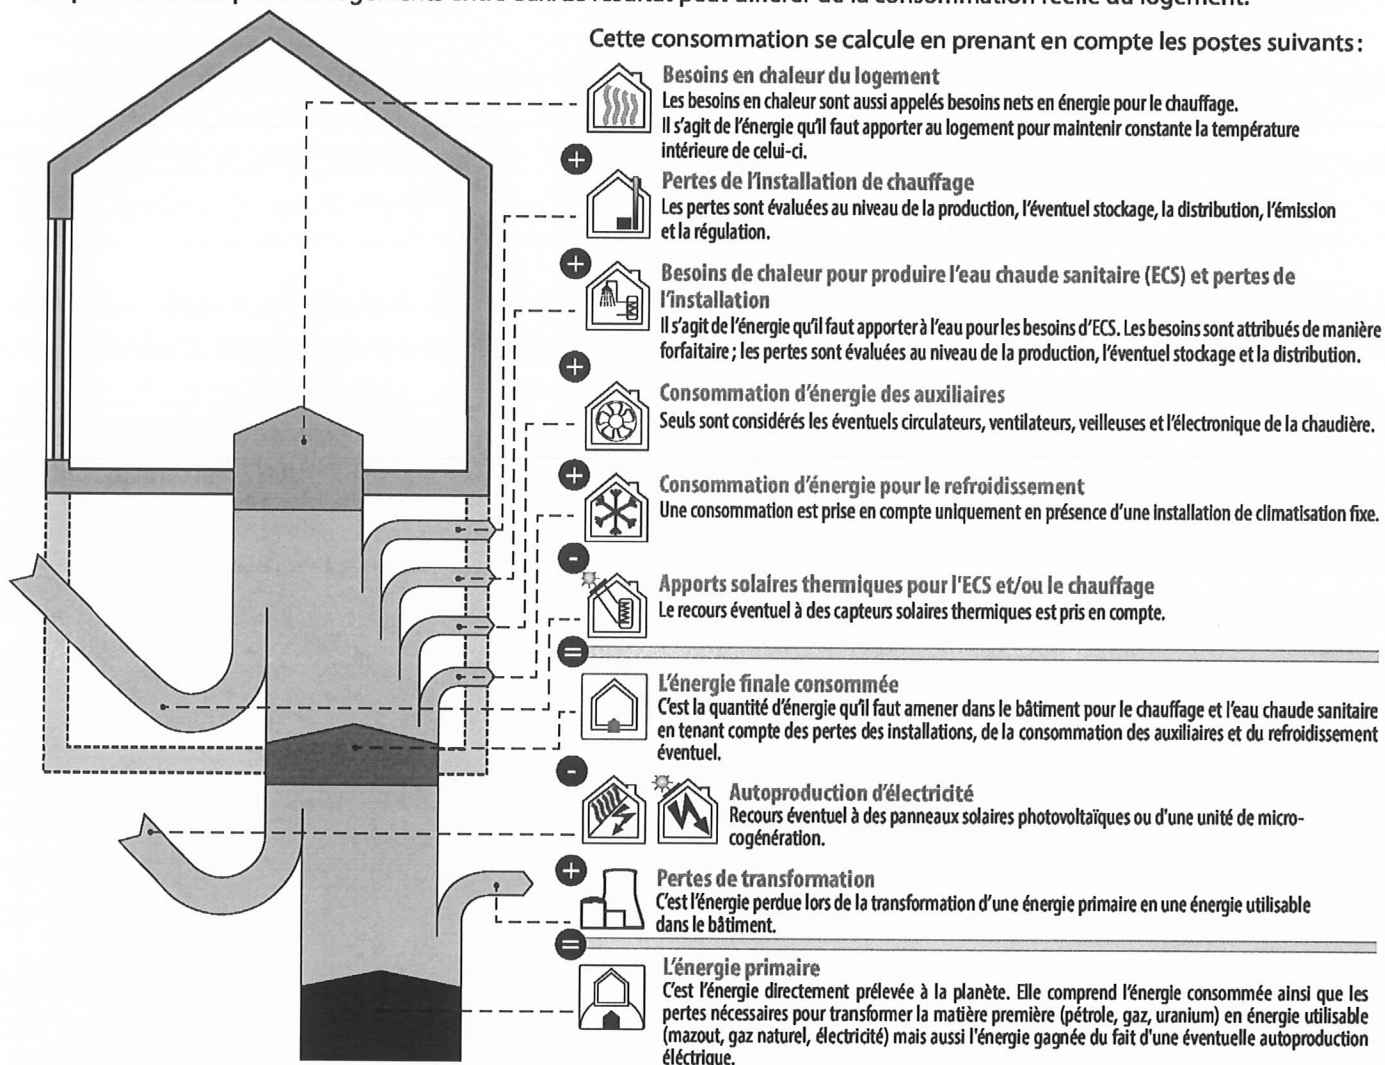 entre eux. Le résultat peut différer de la consommation réelle du logement.
Cette consommation se calcule en prenant en compte les postes suivants :
Besoins en chaleur du logement
Les besoins en chaleur sont aussi appelés besoins nets en énergie pour le chauffage.
Il s'agit de l'énergie qu'il faut apporter au logement pour maintenir constante la température
intérieure de celui-ci.
+
Pertes de l'installation de chauffage
Les pertes sont évaluées au niveau de la production, l'éventuel stockage, la distribution, l'émission
et la régulation.
+
Besoins de chaleur pour produire l'eau chaude sanitaire (ECS) et pertes de
l'installation
Il s'agit de l'énergie qu'il faut apporter à l'eau pour les besoins d'ECS. Les besoins sont attribués de manière
forfaitaire ; les pertes sont évaluées au niveau de la production, l'éventuel stockage et la distribution.
+
Consommation d'énergie des auxiliaires
Seuls sont considérés les éventuels circulateurs, ventilateurs, veilleuses et l'électronique de la chaudière.
+
Consommation d'énergie pour le refroidissement
Une consommation est prise en compte uniquement en présence d'une installation de climatisation fixe.
-
Apports solaires thermiques pour l'ECS et/ou le chauffage
Le recours éventuel à des capteurs solaires thermiques est pris en compte.
=
L'énergie finale consommée
C'est la quantité d'énergie qu'il faut amener dans le bâtiment pour le chauffage et l'eau chaude sanitaire
en tenant compte des pertes des installations, de la consommation des auxiliaires et du refroidissement
éventuel.
-
Autoproduction d'électricité
Recours éventuel à des panneaux solaires photovoltaïques ou d'une unité de micro-
cogénération.
+
Pertes de transformation
C'est l'énergie perdue lors de la transformation d'une énergie primaire en une énergie utilisable
dans le bâtiment.
=
L'énergie primaire
C'est l'énergie directement prélevée à la planète. Elle comprend l'énergie consommée ainsi que les
pertes nécessaires pour transformer la matière première (pétrole, gaz, uranium) en énergie utilisable
(mazout, gaz naturel, électricité) mais aussi l'énergie gagnée du fait d'une éventuelle autoproduction
éléctrique.